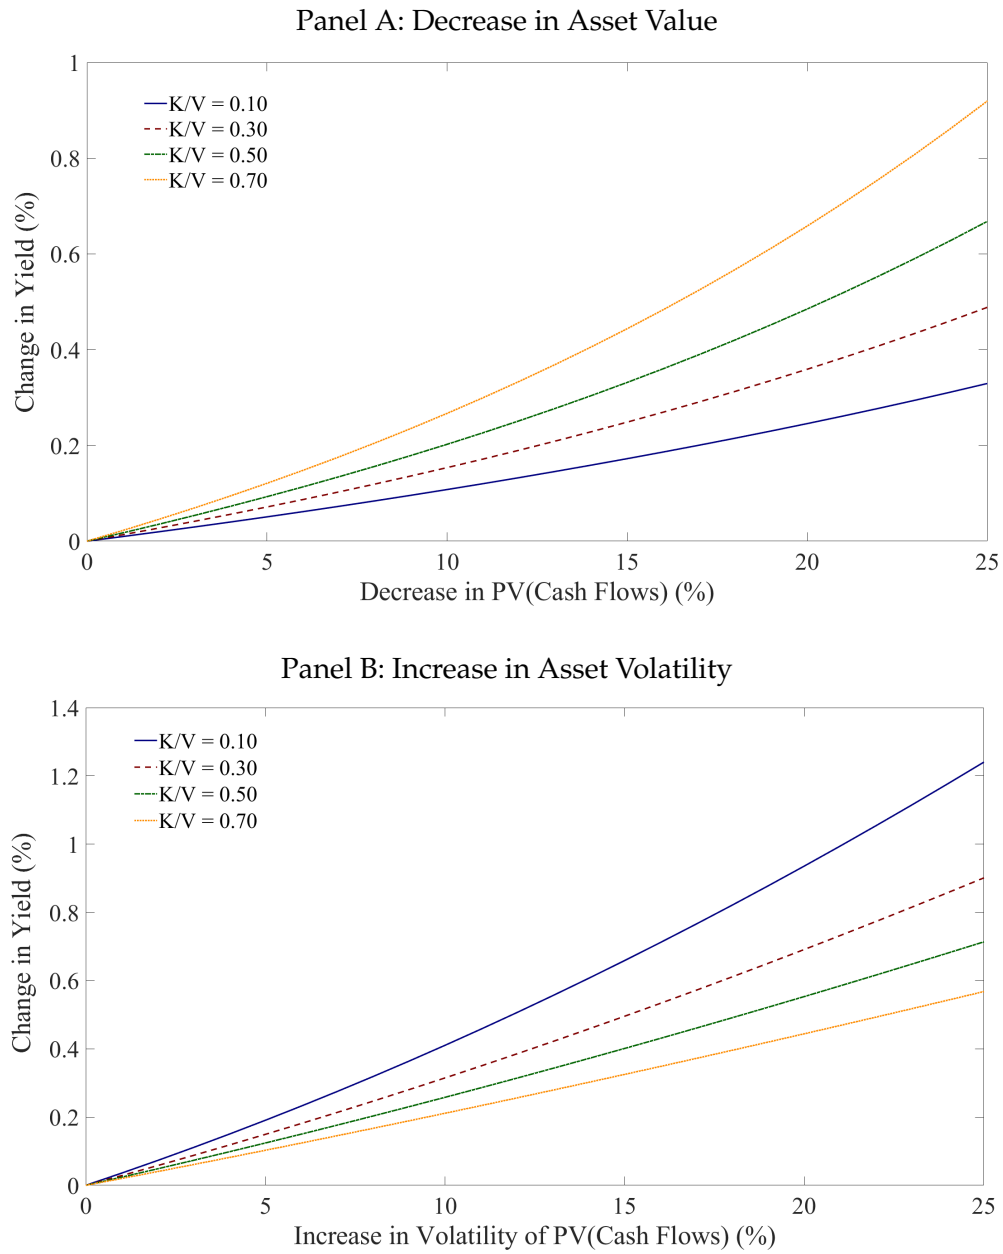 Panel A: Decrease in Asset Value
1
K/V = 0.10
K/V = 0.30
K/V = 0.50
K/V = 0.70
0.8
0.6
0.4
0.2
0
Change in Yield (%)
0 5 10 15 20 25
Decrease in PV(Cash Flows) (%)
Panel B: Increase in Asset Volatility
1.4
K/V = 0.10
K/V = 0.30
K/V = 0.50
K/V = 0.70
1.2
1
0.8
0.6
0.4
0.2
0
Change in Yield (%)
0 5 10 15 20 25
Increase in Volatility of PV(Cash Flows) (%)